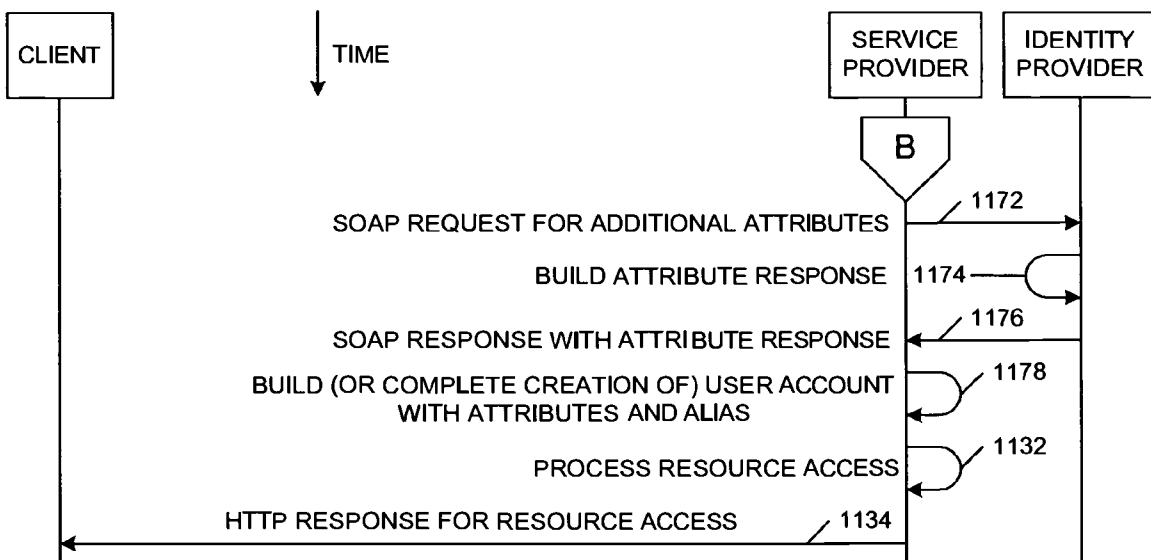 CLIENT
TIME
SERVICE
PROVIDER
IDENTITY
PROVIDER
B
SOAP REQUEST FOR ADDITIONAL ATTRIBUTES
1172
BUILD ATTRIBUTE RESPONSE
1174
SOAP RESPONSE WITH ATTRIBUTE RESPONSE
1176
BUILD (OR COMPLETE CREATION OF) USER ACCOUNT
WITH ATTRIBUTES AND ALIAS
1178
PROCESS RESOURCE ACCESS
1132
HTTP RESPONSE FOR RESOURCE ACCESS
1134